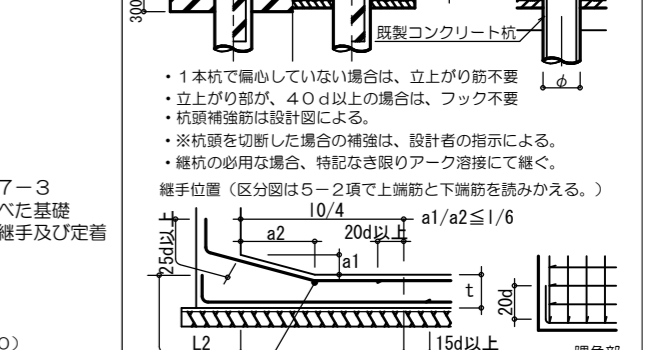 300
既製コンクリート杭
φ
・１本杭で偏心していない場合は、立上がり筋不要
・立上がり部が、４０ｄ以上の場合は、フック不要
・杭頭補強筋は設計図による。
・※杭頭を切断した場合の補強は、設計者の指示による。
・継杭の必用な場合、特記なき限りアーク溶接にて継ぐ。
７－３
べた基礎
継手及び定着
継手位置（区分図は５－２項で上端筋と下端筋を読みかえる。）
l0/4
a1/a2≦l/6
a2
20d以上
25d以上
a1
t
20d
L2
15d以上
隅角部
0）